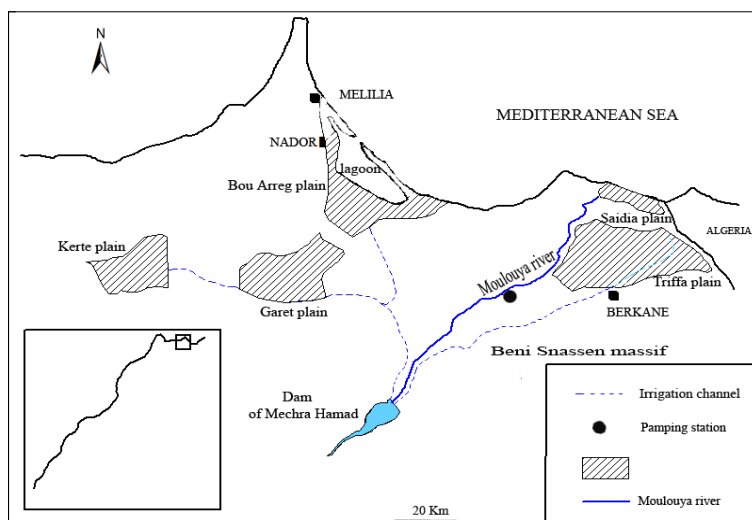 N
MELILIA
MEDITERRANEAN SEA
NADOR
lagoon
Bou Arreg plain
Saidia plain
ALGERIA
Kerte plain
Moulouya river
Triffa plain
Garet plain
BERKANE
Beni Snassen massif
Dam
of Mechra Hamad
Irrigation channel
Pamping station
Moulouya river
20 Km